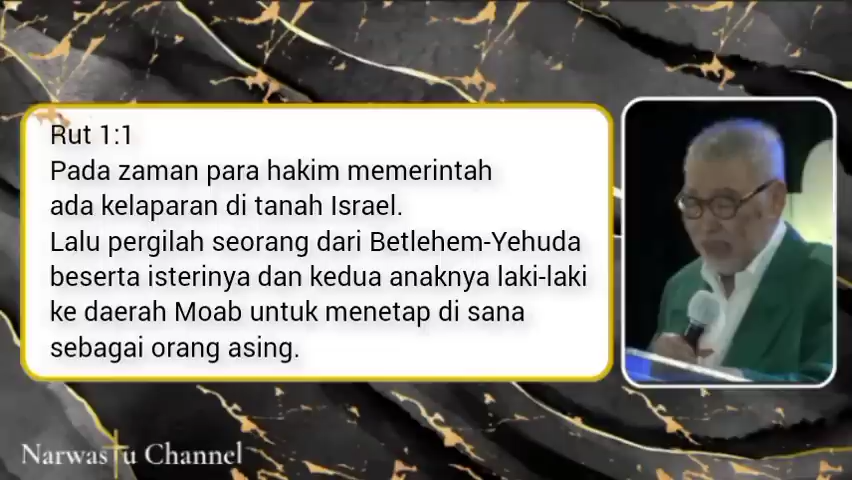 Rut 1:1
Pada zaman para hakim memerintah
ada kelaparan di tanah Israel.
Lalu pergilah seorang dari Betlehem-Yehuda
beserta isterinya dan kedua anaknya laki-laki
ke daerah Moab untuk menetap di sana
sebagai orang asing.
Narwastu Channel